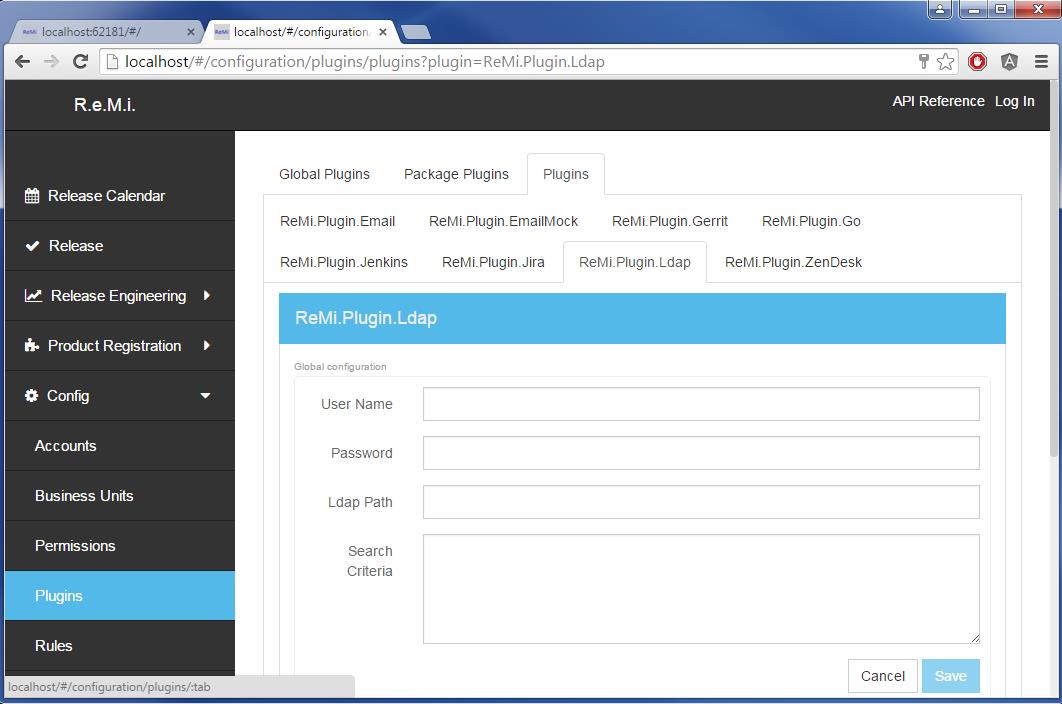 ReMi localhost:62181/#/
ReMi localhost/#/configuration
localhost/#/configuration/plugins/plugins?plugin=ReMi.Plugin.Ldap
R.e.M.i.
API Reference Log In
Release Calendar
Release
Release Engineering
Product Registration
Config
Accounts
Business Units
Permissions
Plugins
Rules
Global Plugins Package Plugins Plugins
ReMi.Plugin.Email ReMi.Plugin.EmailMock ReMi.Plugin.Gerrit ReMi.Plugin.Go
ReMi.Plugin.Jenkins ReMi.Plugin.Jira ReMi.Plugin.Ldap ReMi.Plugin.ZenDesk
ReMi.Plugin.Ldap
Global configuration
User Name
Password
Ldap Path
Search
Criteria
Cancel Save
localhost/#/configuration/plugins/:tab